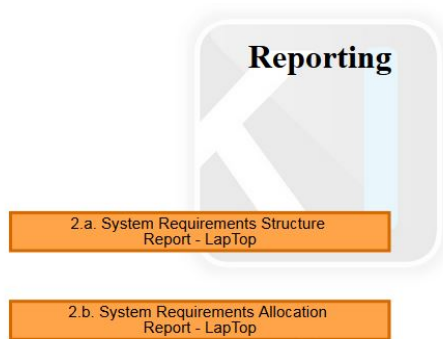 Reporting
2.a. System Requirements Structure
Report - LapTop
2.b. System Requirements Allocation
Report - LapTop